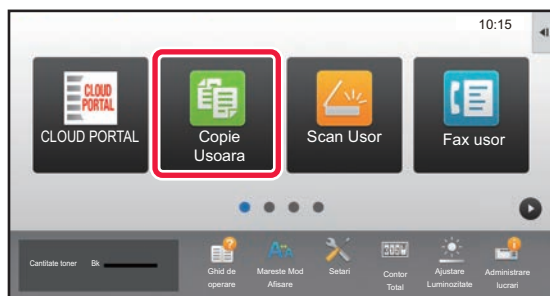 10:15
CLOUD
PORTAL
CLOUD PORTAL
Copie
Usoara
Scan Usor
Fax usor
Cantitate toner Bk
Ghid de
operare
Mareste Mod
Afisare
Setari
Contor
Total
Ajustare
Luminozitate
Administrare
lucrari